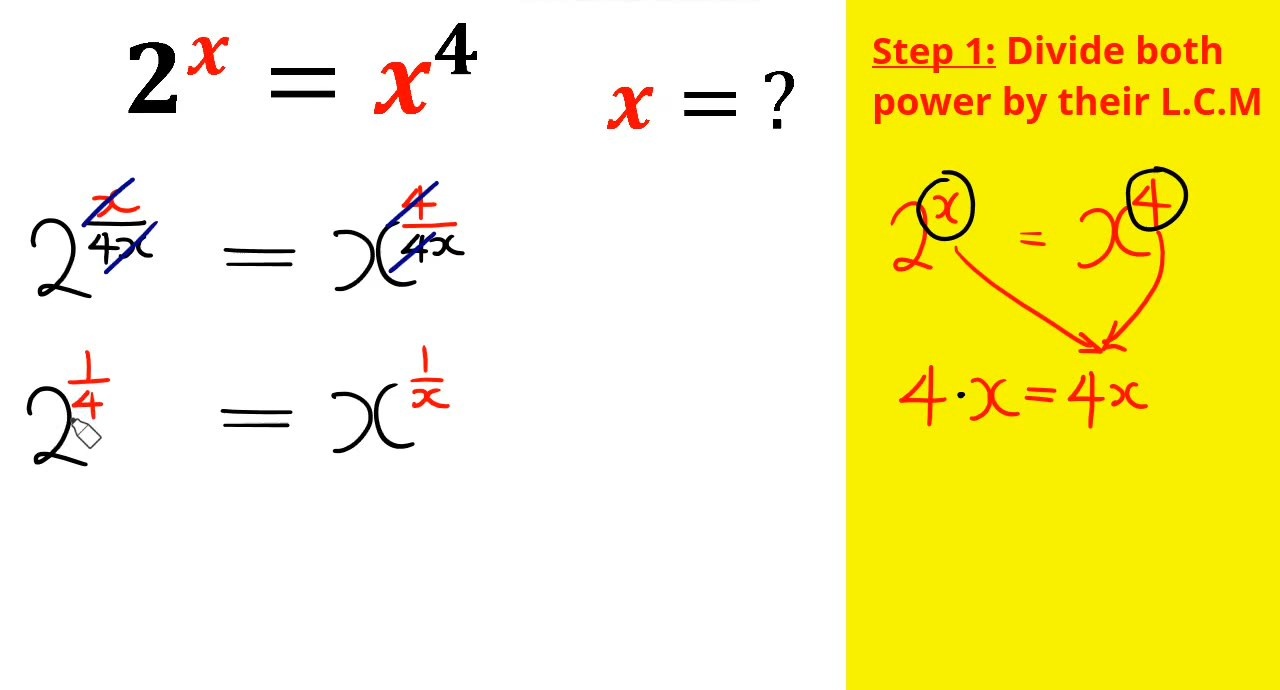 2^x = x^4
x = ?
2^(x/4x) = x^(4/4x)
2^(1/4) = x^(1/x)
Step 1: Divide both
power by their L.C.M
2^x = x^4
4·x=4x